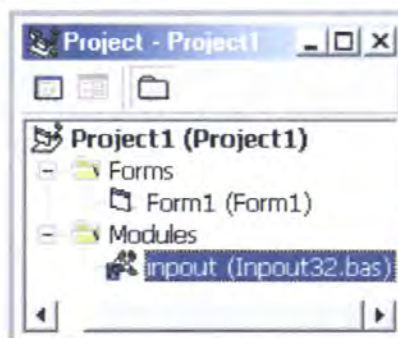 Project - Project1
Project1 (Project1)
Forms
Form1 (Form1)
Modules
inpout (Inpout32.bas)